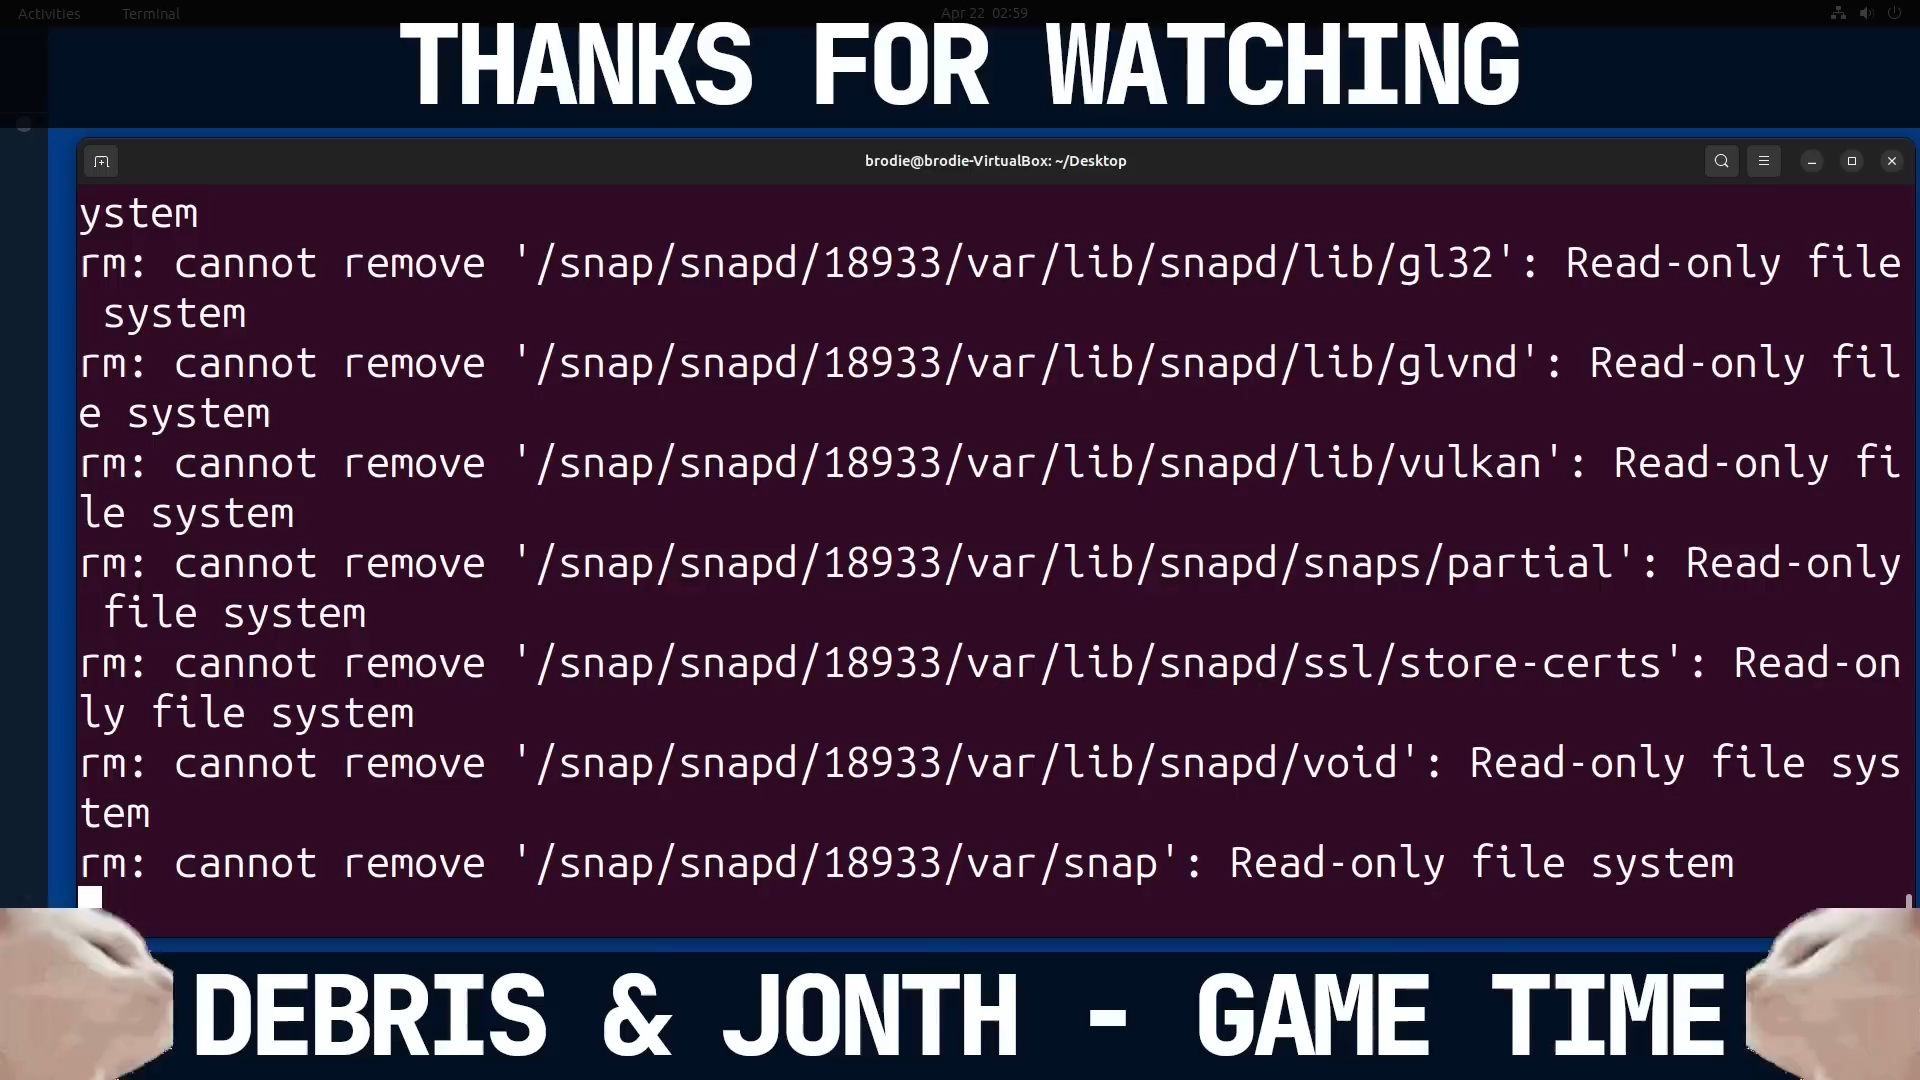 Activities Terminal Apr 22 02:59
THANKS FOR WATCHING
brodie@brodie-VirtualBox: ~/Desktop
ystem
rm: cannot remove '/snap/snapd/18933/var/lib/snapd/lib/gl32': Read-only file
 system
rm: cannot remove '/snap/snapd/18933/var/lib/snapd/lib/glvnd': Read-only fil
e system
rm: cannot remove '/snap/snapd/18933/var/lib/snapd/lib/vulkan': Read-only fi
le system
rm: cannot remove '/snap/snapd/18933/var/lib/snapd/snaps/partial': Read-only
 file system
rm: cannot remove '/snap/snapd/18933/var/lib/snapd/ssl/store-certs': Read-on
ly file system
rm: cannot remove '/snap/snapd/18933/var/lib/snapd/void': Read-only file sys
tem
rm: cannot remove '/snap/snapd/18933/var/snap': Read-only file system
DEBRIS & JONTH - GAME TIME